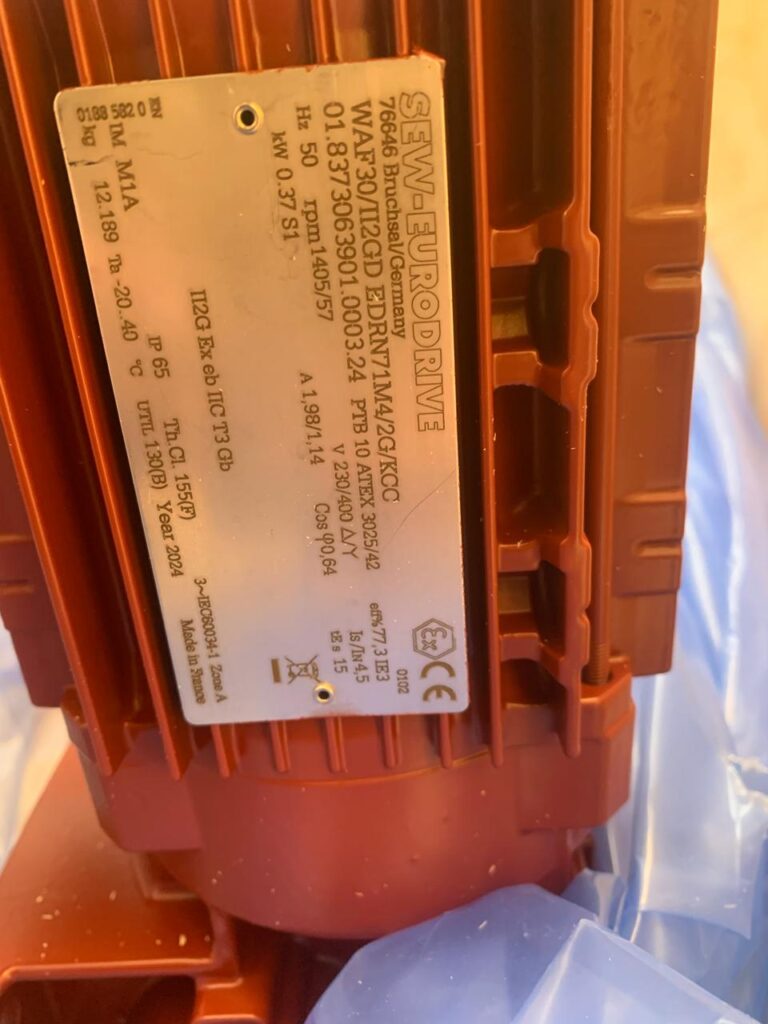 SEW-EURODRIVE
76646 Bruchsal/Germany
WAF30/II2GD EDRN71M4/2G/KCC
01.8373063901.0003.24 PTB 10 ATEX 3025/42
Hz 50 rpm 1405/57 V 230/400 Δ/Y
kW 0.37 S1 A 1,98/1,14 Cos φ0,64
Ex CE
0102
eff% 77,3 IE3
Is/IN 4,5
tE s 15
II2G Ex eb IIC T3 Gb
IP 65 Th.Cl. 155(F) 3~IEC60034-1 Zone A
IM M1A Ta -20..40 °C UTIL 130(B) Year 2024 Made in France
kg 12.189
0188 582 0 EN